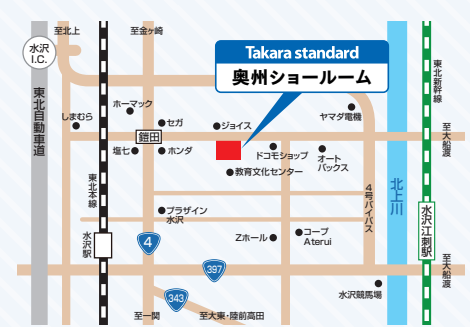 至北上
至金ヶ崎
水沢
I.C.
Takara standard
奥州ショールーム
東北自動車道
東北新幹線
ホーマック
しまむら
セガ
ジョイス
ヤマダ電機
至大船渡
鎧田
塩七
ホンダ
ドコモショップ
オート
バックス
教育文化センター
東北本線
4号バイパス
北上川
プラザイン
水沢
水沢駅
4
Zホール
コープ
Aterui
水沢江刺駅
397
至大船渡
343
水沢競馬場
至一関
至大東・陸前高田